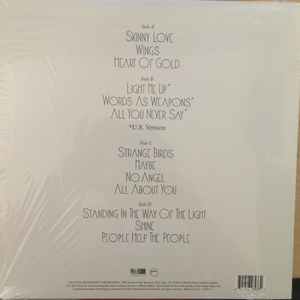 Side A
Skinny Love
Wings
Heart Of Gold
Side B
Light Me Up*
Words As Weapons*
All You Never Say*
*U.S. Version
Side C
Strange Birds
Maybe
No Angel
All About You
Side D
Standing In The Way Of The Light
Shine
People Help The People